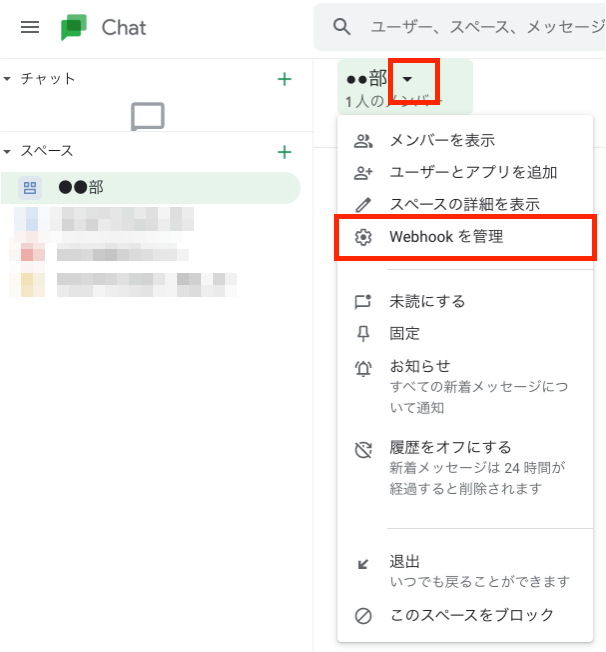 Chat
ユーザー、スペース、メッセージ
チャット
●●部
1人のメンバー
スペース
●●部
メンバーを表示
ユーザーとアプリを追加
スペースの詳細を表示
Webhook を管理
未読にする
固定
お知らせ
すべての新着メッセージにつ
いて通知
履歴をオフにする
新着メッセージは 24 時間が
経過すると削除されます
退出
いつでも戻ることができます
このスペースをブロック